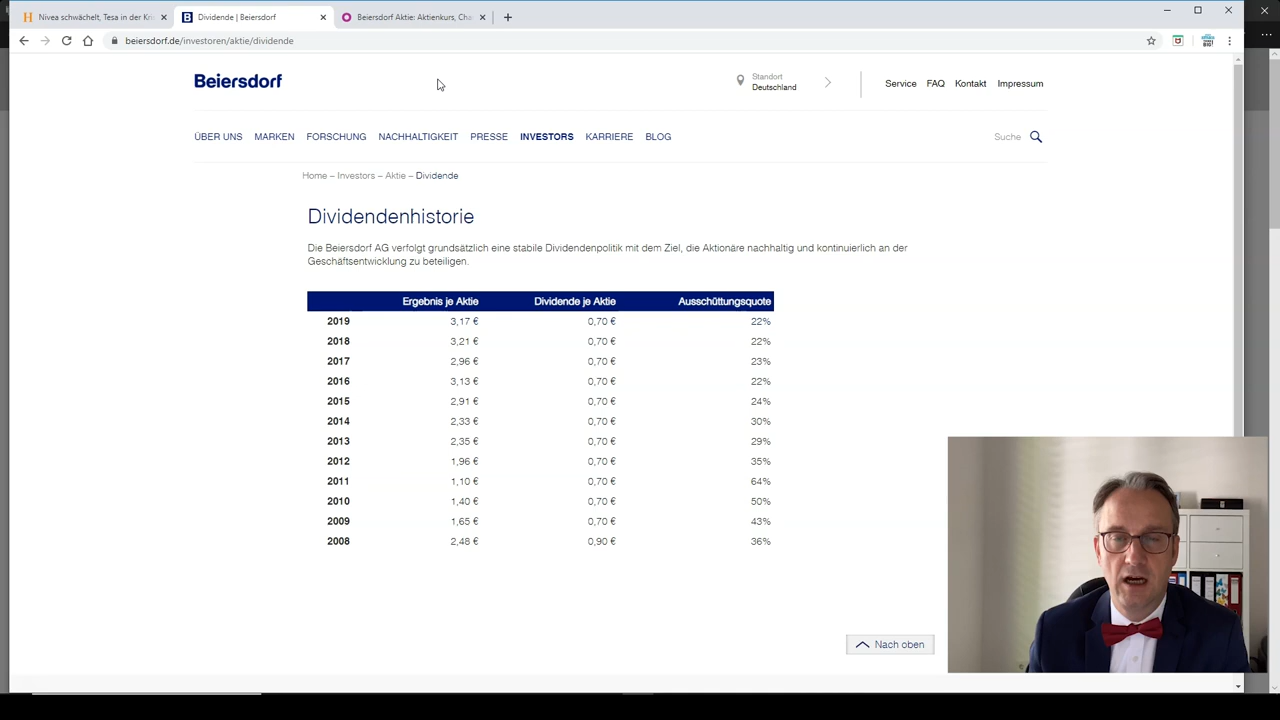 Nivea schwächelt, Tesa in der Kris
Dividende | Beiersdorf
Beiersdorf Aktie: Aktienkurs, Cha
beiersdorf.de/investoren/aktie/dividende
Beiersdorf
Standort
Deutschland
Service FAQ Kontakt Impressum
ÜBER UNS MARKEN FORSCHUNG NACHHALTIGKEIT PRESSE INVESTORS KARRIERE BLOG
Suche
Home – Investors – Aktie – Dividende
Dividendenhistorie
Die Beiersdorf AG verfolgt grundsätzlich eine stabile Dividendenpolitik mit dem Ziel, die Aktionäre nachhaltig und kontinuierlich an der
Geschäftsentwicklung zu beteiligen.
Ergebnis je Aktie Dividende je Aktie Ausschüttungsquote
2019 3,17 € 0,70 € 22%
2018 3,21 € 0,70 € 22%
2017 2,96 € 0,70 € 23%
2016 3,13 € 0,70 € 22%
2015 2,91 € 0,70 € 24%
2014 2,33 € 0,70 € 30%
2013 2,35 € 0,70 € 29%
2012 1,96 € 0,70 € 35%
2011 1,10 € 0,70 € 64%
2010 1,40 € 0,70 € 50%
2009 1,65 € 0,70 € 43%
2008 2,48 € 0,90 € 36%
Nach oben